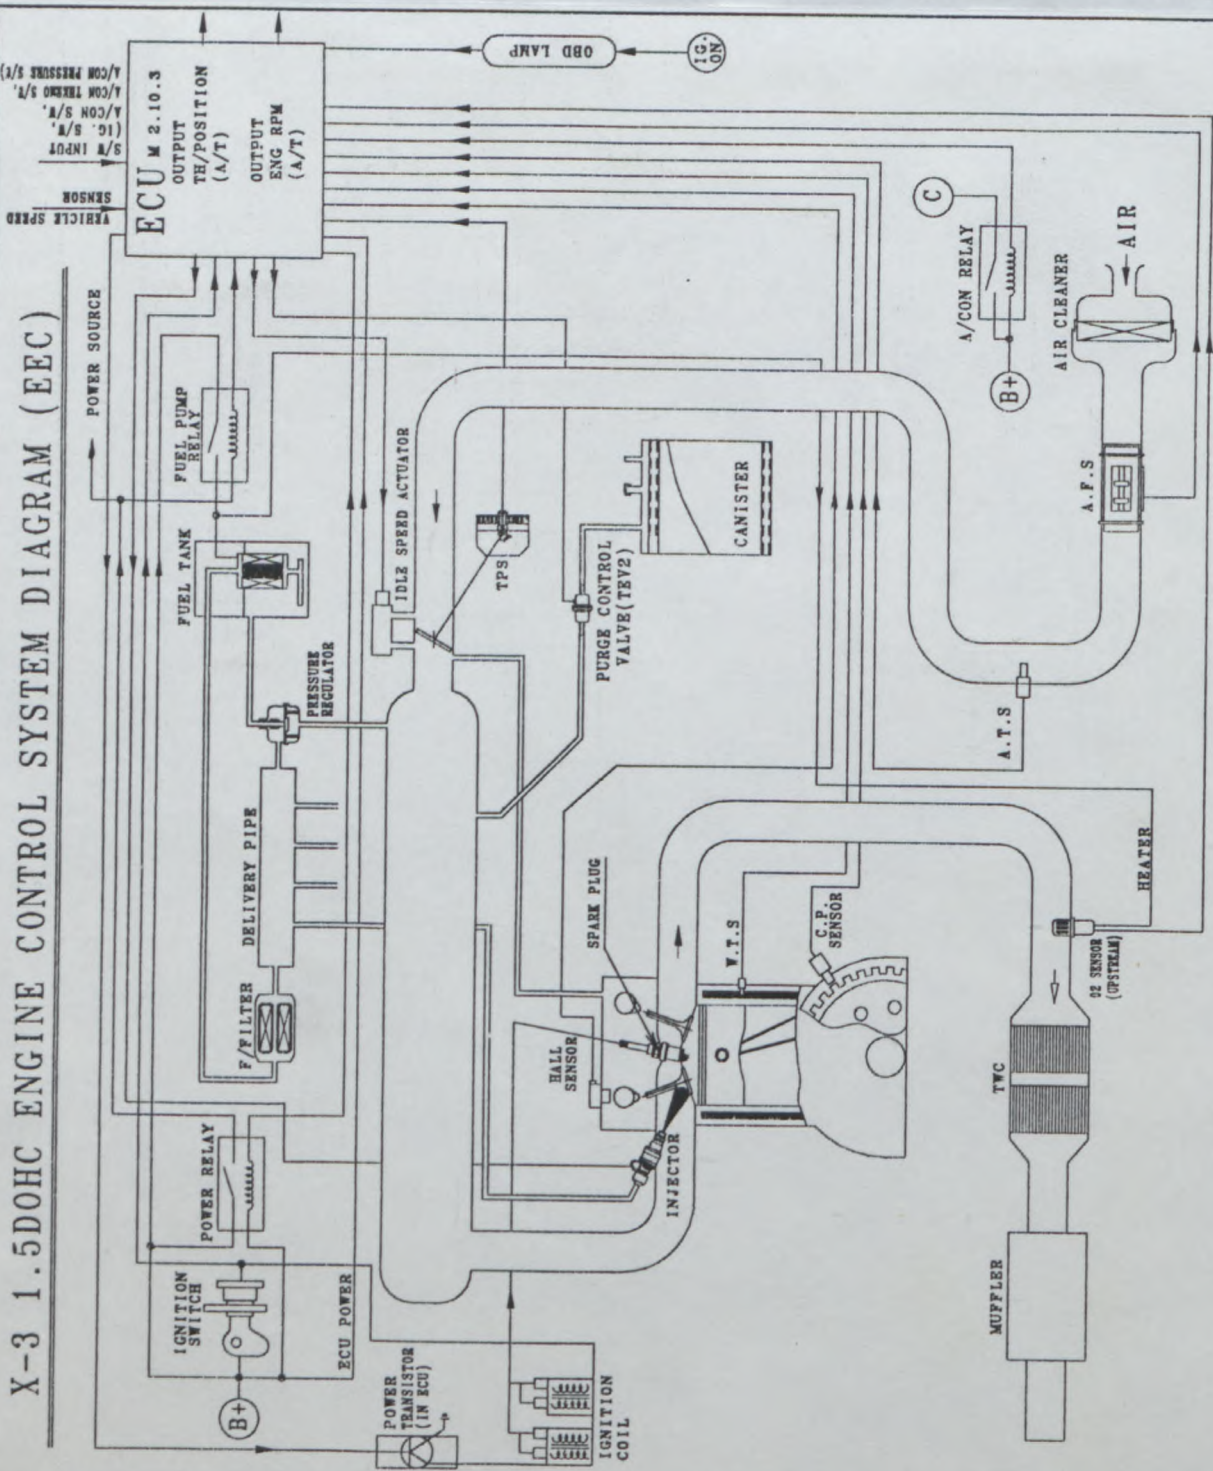 X-3 1.5DOHC ENGINE CONTROL SYSTEM DIAGRAM (EEC)
VEHICLE SPEED
SENSOR
S/W INPUT
(IG. S/W,
A/CON S/W,
A/CON THERMO S/W,
A/CON PRESSURE S/W)
ECU M 2.10.3
OUTPUT
TH/POSITION
(A/T)
OUTPUT
ENG RPM
(A/T)
OBD LAMP
IG.
ON
POWER SOURCE
FUEL PUMP
RELAY
FUEL TANK
PRESSURE
REGULATOR
DELIVERY PIPE
F/FILTER
POWER RELAY
IGNITION
SWITCH
B+
ECU POWER
POWER
TRANSISTOR
(IN ECU)
IGNITION
COIL
IDLE SPEED ACTUATOR
TPS
PURGE CONTROL
VALVE(TEV2)
CANISTER
SPARK PLUG
HALL
SENSOR
INJECTOR
W.T.S
C.P.
SENSOR
C
A/CON RELAY
B+
AIR
AIR CLEANER
A.F.S
A.T.S
HEATER
O2 SENSOR
(UPSTREAM)
TWC
MUFFLER